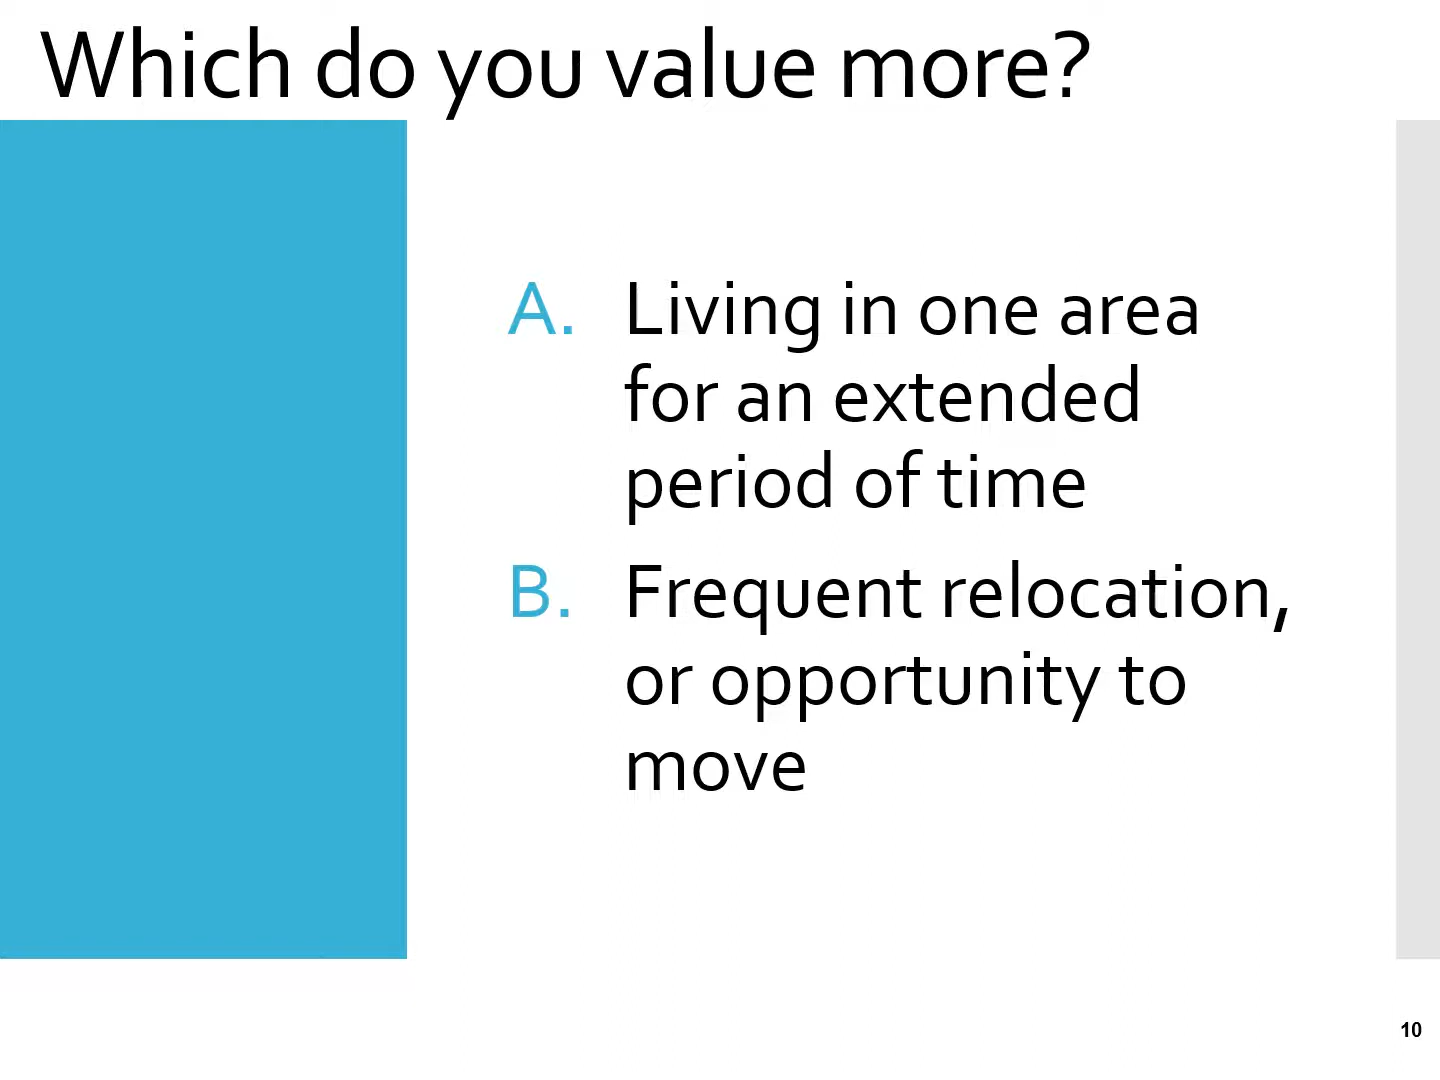 Which do you value more?
A. Living in one area
for an extended
period of time
B. Frequent relocation,
or opportunity to
move
10